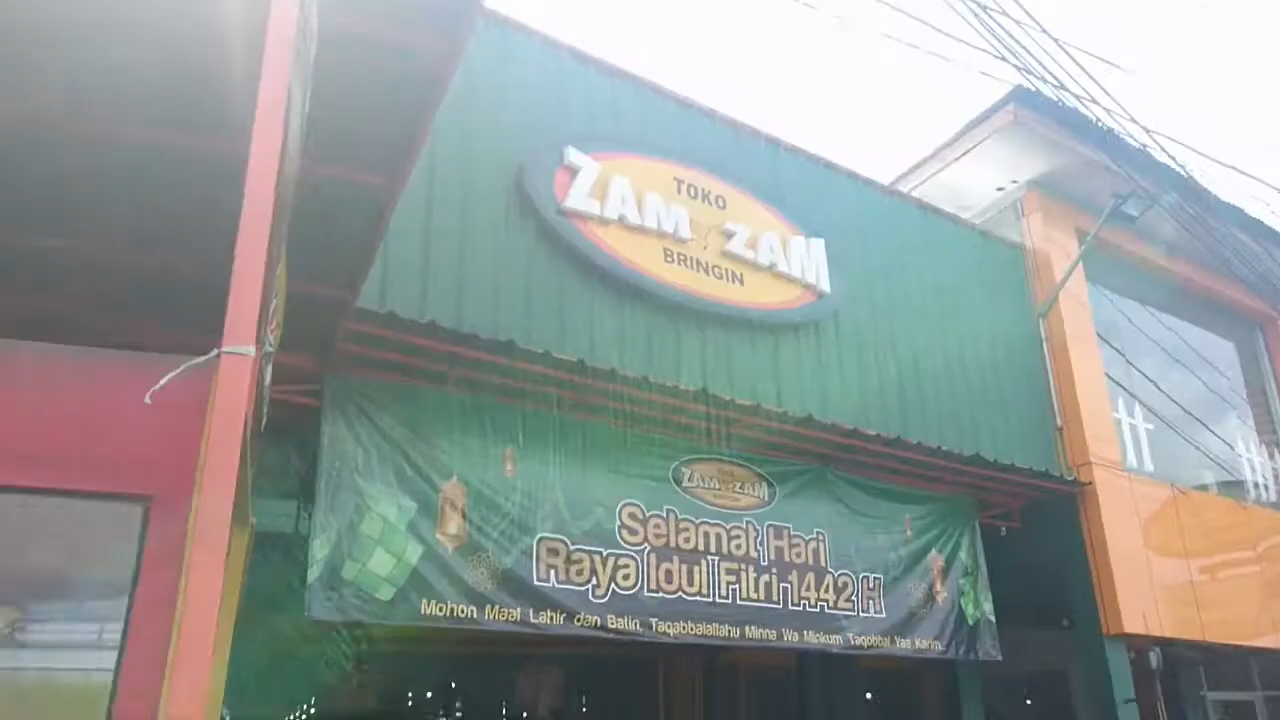 TOKO
ZAM ZAM
BRINGIN
ZAM ZAM
Selamat Hari
Raya Idul Fitri 1442 H
Mohon Maaf Lahir dan Batin, Taqabbalallahu Minna Wa Minkum Taqobbal Yaa Karim